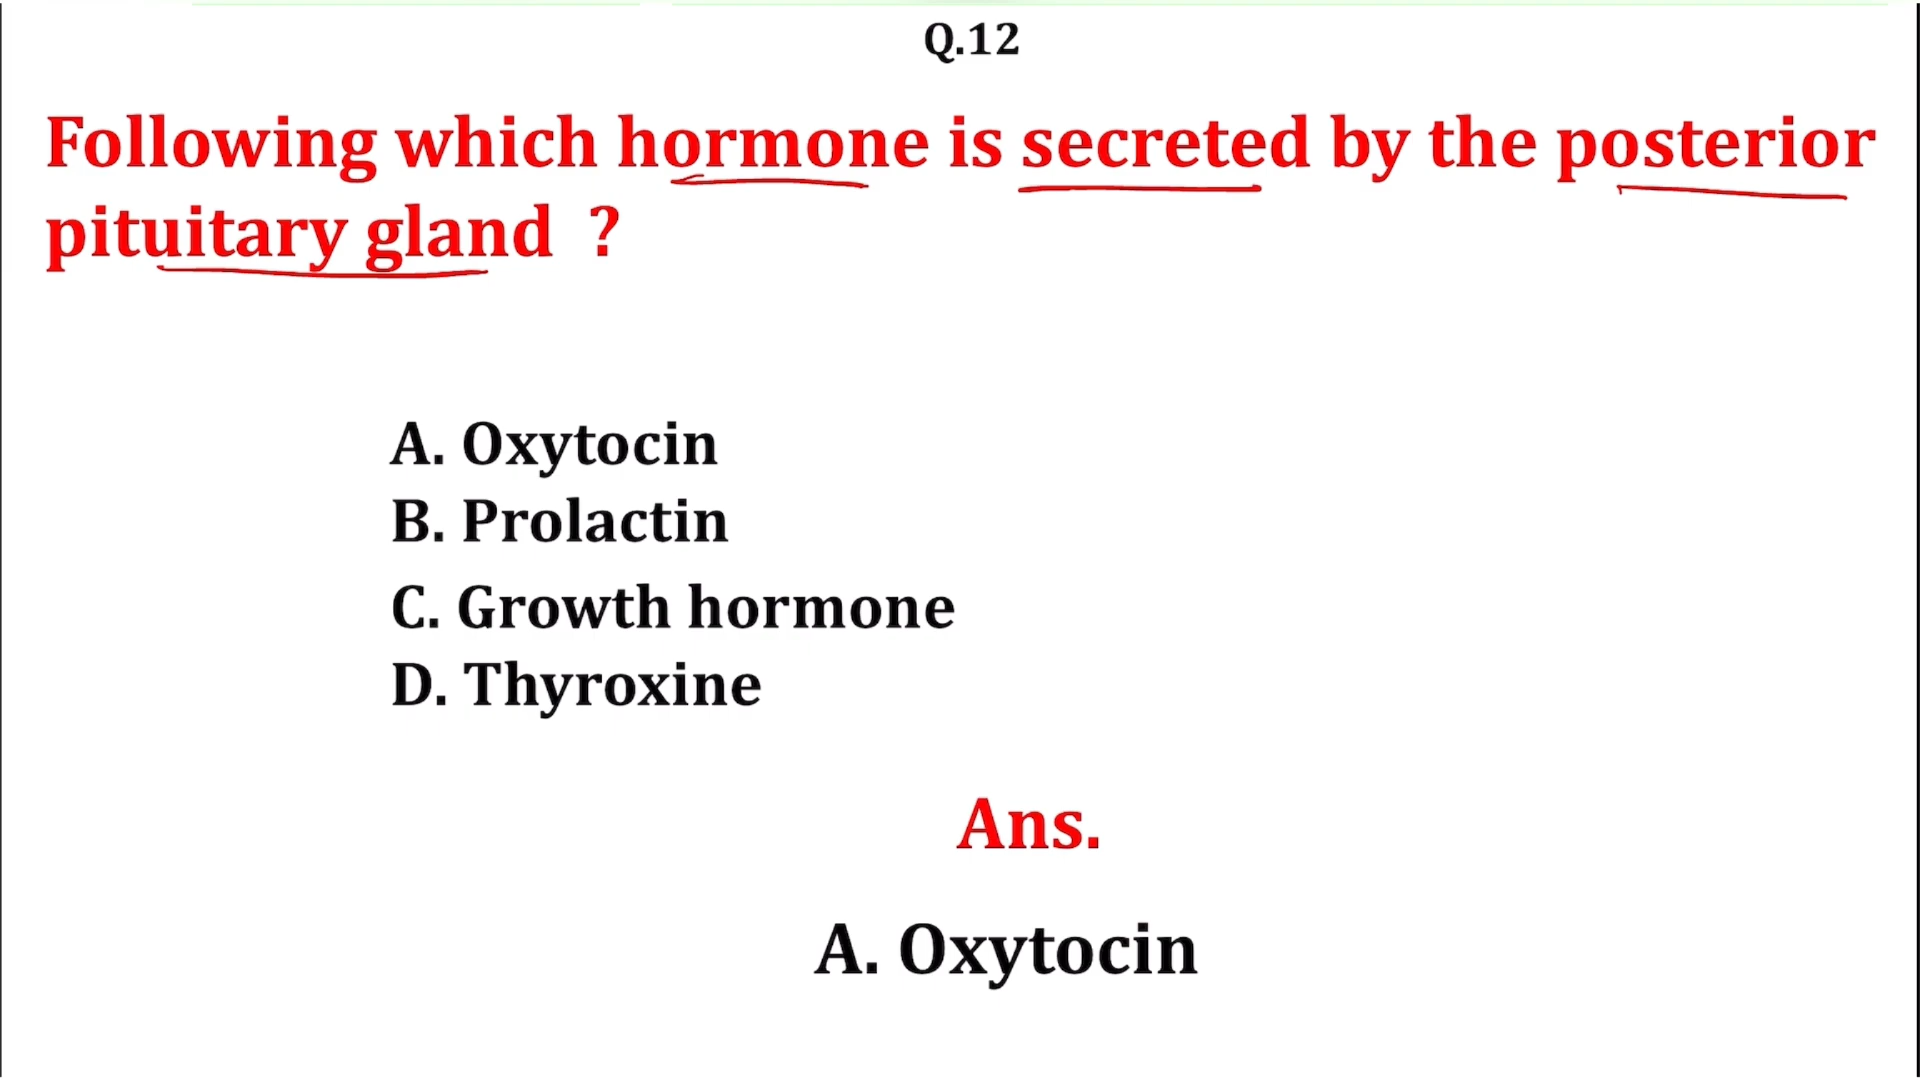 Q.12
Following which hormone is secreted by the posterior
pituitary gland ?
A. Oxytocin
B. Prolactin
C. Growth hormone
D. Thyroxine
Ans.
A. Oxytocin